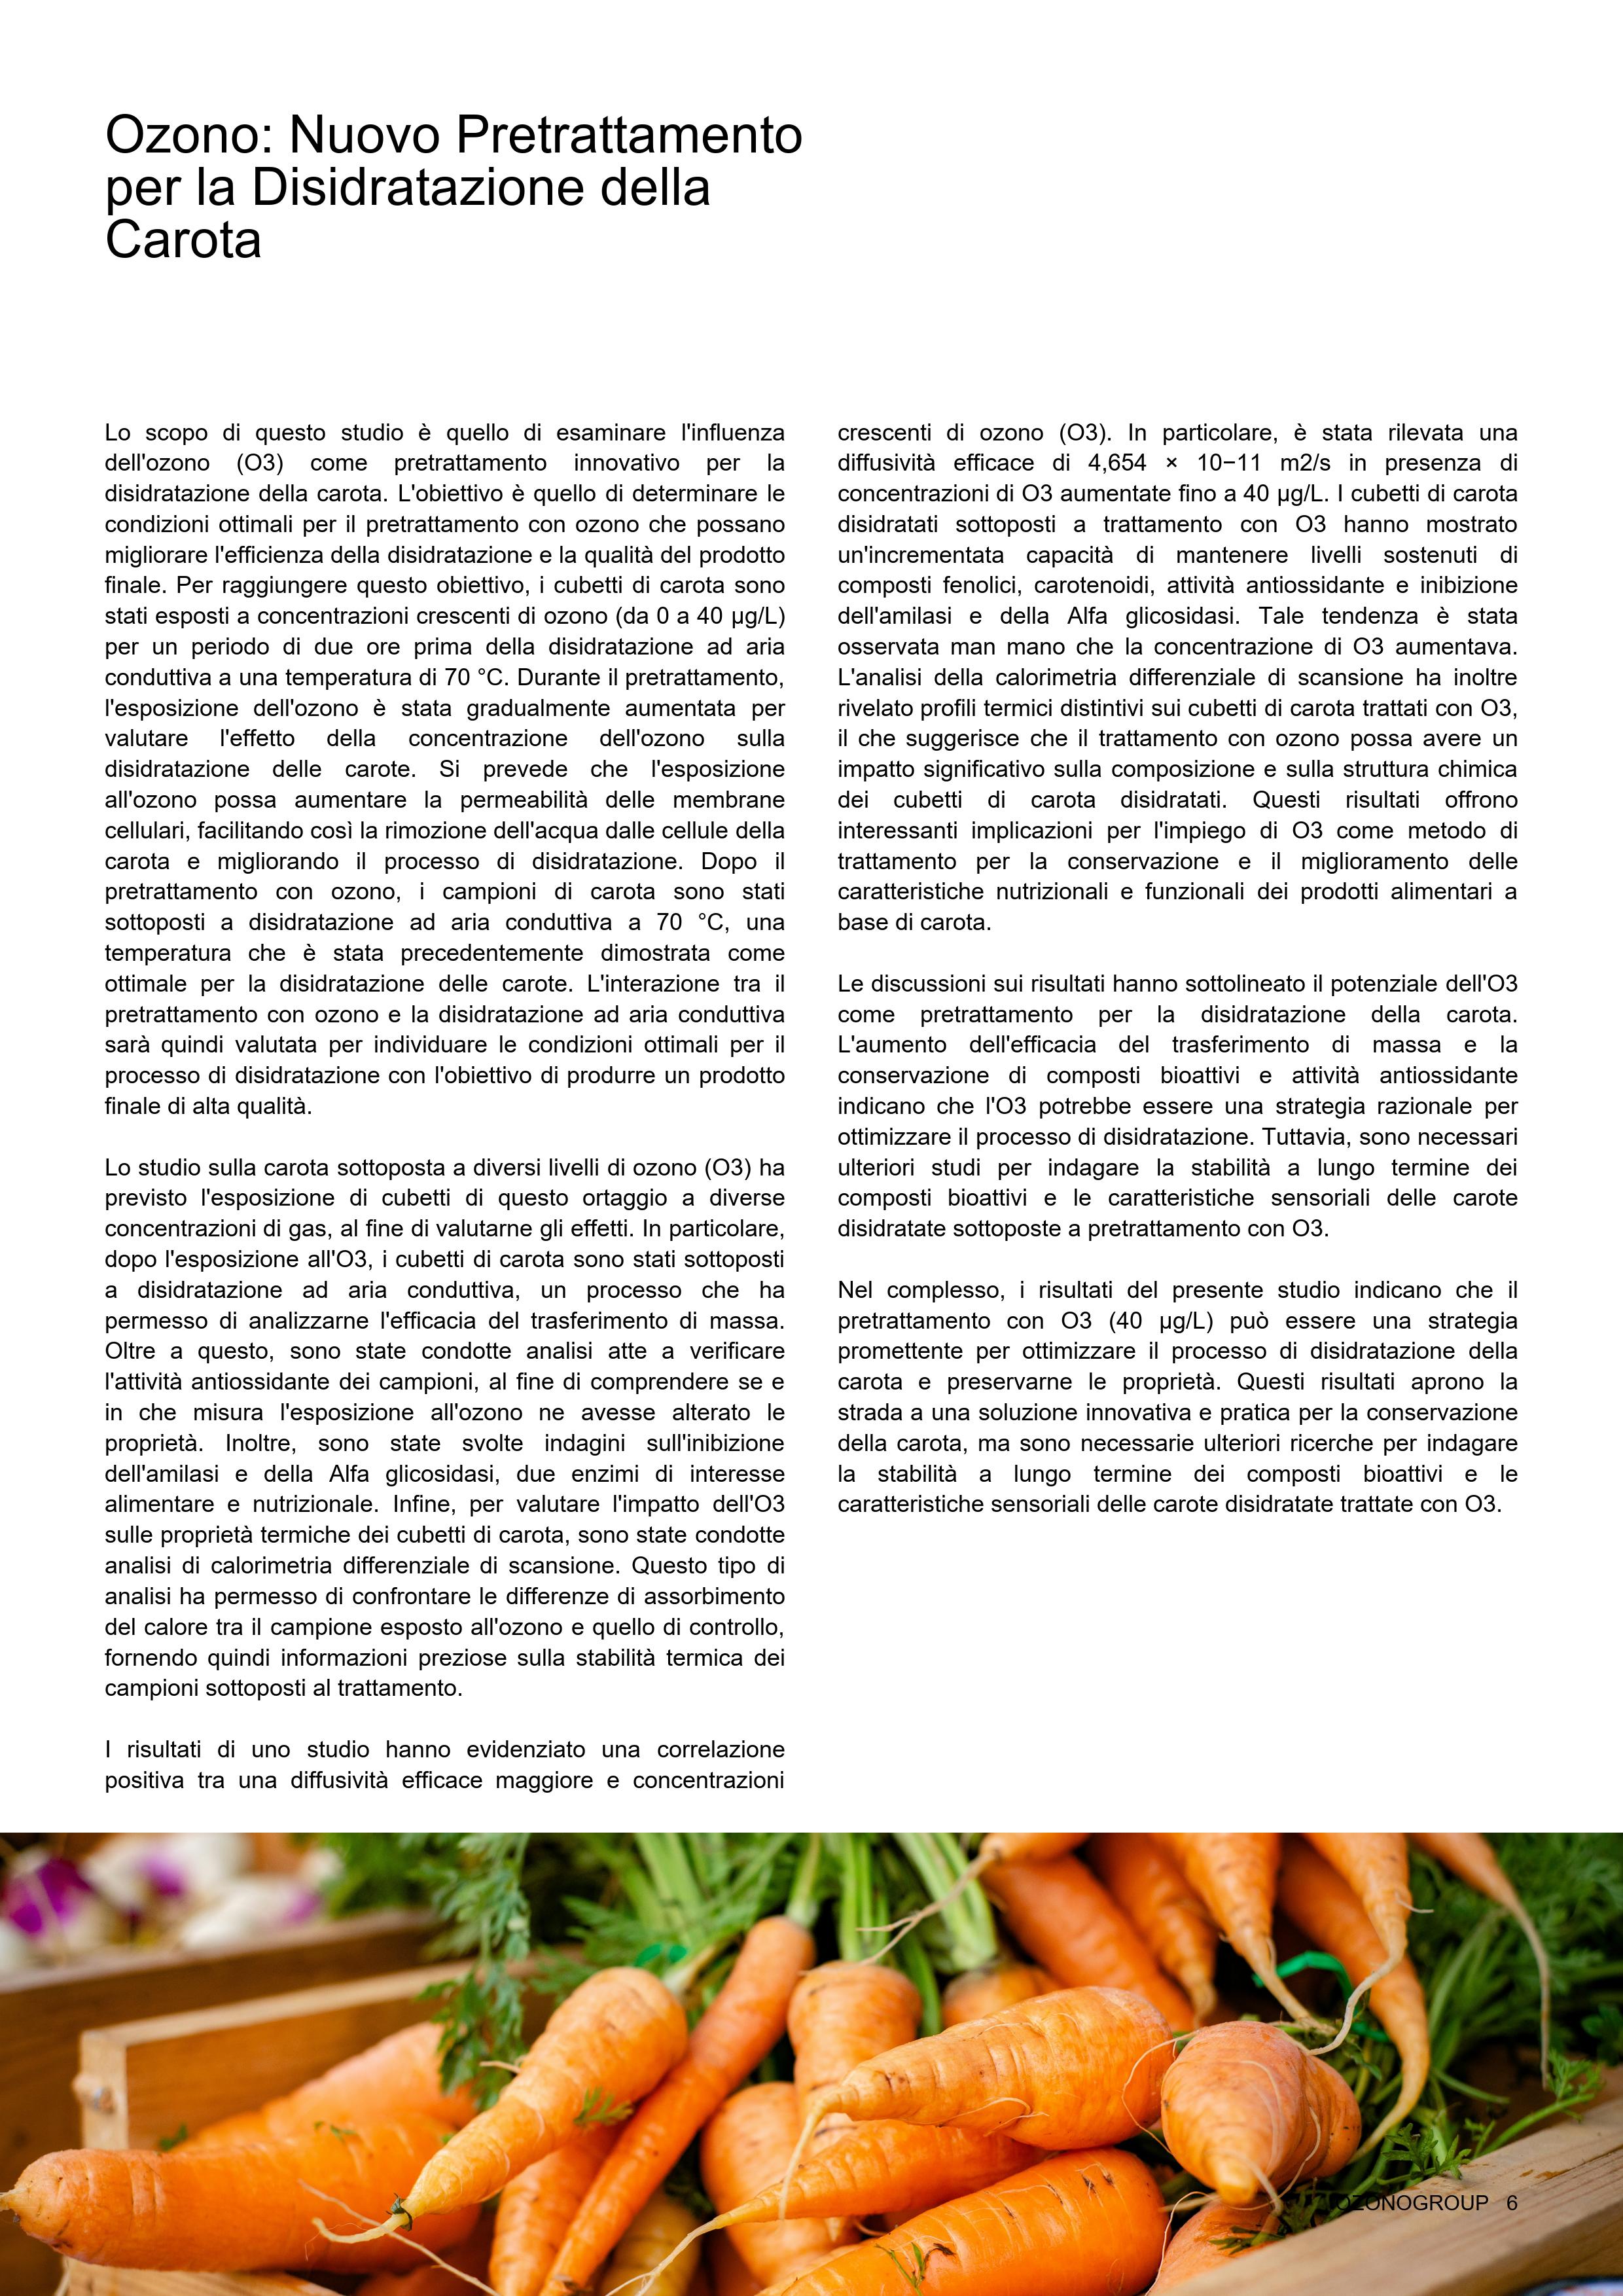 Ozono: Nuovo Pretrattamento
per la Disidratazione della
Carota
Lo scopo di questo studio è quello di esaminare l'influenza
dell'ozono (O3) come pretrattamento innovativo per la
disidratazione della carota. L'obiettivo è quello di determinare le
condizioni ottimali per il pretrattamento con ozono che possano
migliorare l'efficienza della disidratazione e la qualità del prodotto
finale. Per raggiungere questo obiettivo, i cubetti di carota sono
stati esposti a concentrazioni crescenti di ozono (da 0 a 40 μg/L)
per un periodo di due ore prima della disidratazione ad aria
conduttiva a una temperatura di 70 °C. Durante il pretrattamento,
l'esposizione dell'ozono è stata gradualmente aumentata per
valutare l'effetto della concentrazione dell'ozono sulla
disidratazione delle carote. Si prevede che l'esposizione
all'ozono possa aumentare la permeabilità delle membrane
cellulari, facilitando così la rimozione dell'acqua dalle cellule della
carota e migliorando il processo di disidratazione. Dopo il
pretrattamento con ozono, i campioni di carota sono stati
sottoposti a disidratazione ad aria conduttiva a 70 °C, una
temperatura che è stata precedentemente dimostrata come
ottimale per la disidratazione delle carote. L'interazione tra il
pretrattamento con ozono e la disidratazione ad aria conduttiva
sarà quindi valutata per individuare le condizioni ottimali per il
processo di disidratazione con l'obiettivo di produrre un prodotto
finale di alta qualità.
Lo studio sulla carota sottoposta a diversi livelli di ozono (O3) ha
previsto l'esposizione di cubetti di questo ortaggio a diverse
concentrazioni di gas, al fine di valutarne gli effetti. In particolare,
dopo l'esposizione all'O3, i cubetti di carota sono stati sottoposti
a disidratazione ad aria conduttiva, un processo che ha
permesso di analizzarne l'efficacia del trasferimento di massa.
Oltre a questo, sono state condotte analisi atte a verificare
l'attività antiossidante dei campioni, al fine di comprendere se e
in che misura l'esposizione all'ozono ne avesse alterato le
proprietà. Inoltre, sono state svolte indagini sull'inibizione
dell'amilasi e della Alfa glicosidasi, due enzimi di interesse
alimentare e nutrizionale. Infine, per valutare l'impatto dell'O3
sulle proprietà termiche dei cubetti di carota, sono state condotte
analisi di calorimetria differenziale di scansione. Questo tipo di
analisi ha permesso di confrontare le differenze di assorbimento
del calore tra il campione esposto all'ozono e quello di controllo,
fornendo quindi informazioni preziose sulla stabilità termica dei
campioni sottoposti al trattamento.
I risultati di uno studio hanno evidenziato una correlazione
positiva tra una diffusività efficace maggiore e concentrazioni
crescenti di ozono (O3). In particolare, è stata rilevata una
diffusività efficace di 4,654 × 10−11 m2/s in presenza di
concentrazioni di O3 aumentate fino a 40 μg/L. I cubetti di carota
disidratati sottoposti a trattamento con O3 hanno mostrato
un'incrementata capacità di mantenere livelli sostenuti di
composti fenolici, carotenoidi, attività antiossidante e inibizione
dell'amilasi e della Alfa glicosidasi. Tale tendenza è stata
osservata man mano che la concentrazione di O3 aumentava.
L'analisi della calorimetria differenziale di scansione ha inoltre
rivelato profili termici distintivi sui cubetti di carota trattati con O3,
il che suggerisce che il trattamento con ozono possa avere un
impatto significativo sulla composizione e sulla struttura chimica
dei cubetti di carota disidratati. Questi risultati offrono
interessanti implicazioni per l'impiego di O3 come metodo di
trattamento per la conservazione e il miglioramento delle
caratteristiche nutrizionali e funzionali dei prodotti alimentari a
base di carota.
Le discussioni sui risultati hanno sottolineato il potenziale dell'O3
come pretrattamento per la disidratazione della carota.
L'aumento dell'efficacia del trasferimento di massa e la
conservazione di composti bioattivi e attività antiossidante
indicano che l'O3 potrebbe essere una strategia razionale per
ottimizzare il processo di disidratazione. Tuttavia, sono necessari
ulteriori studi per indagare la stabilità a lungo termine dei
composti bioattivi e le caratteristiche sensoriali delle carote
disidratate sottoposte a pretrattamento con O3.
Nel complesso, i risultati del presente studio indicano che il
pretrattamento con O3 (40 μg/L) può essere una strategia
promettente per ottimizzare il processo di disidratazione della
carota e preservarne le proprietà. Questi risultati aprono la
strada a una soluzione innovativa e pratica per la conservazione
della carota, ma sono necessarie ulteriori ricerche per indagare
la stabilità a lungo termine dei composti bioattivi e le
caratteristiche sensoriali delle carote disidratate trattate con O3.
OZONOGROUP 6